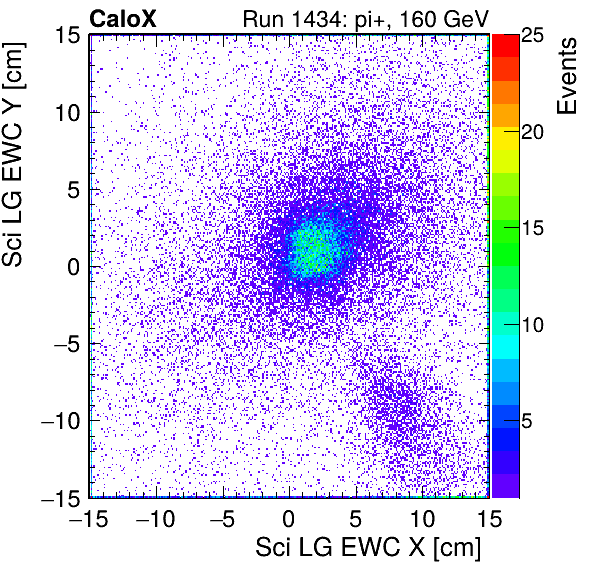 CaloX Run 1434: pi+, 160 GeV
Events
Sci LG EWC Y [cm]
15
10
5
0
−5
−10
−15
25
20
15
10
5
−15 −10 −5 0 5 10 15
Sci LG EWC X [cm]